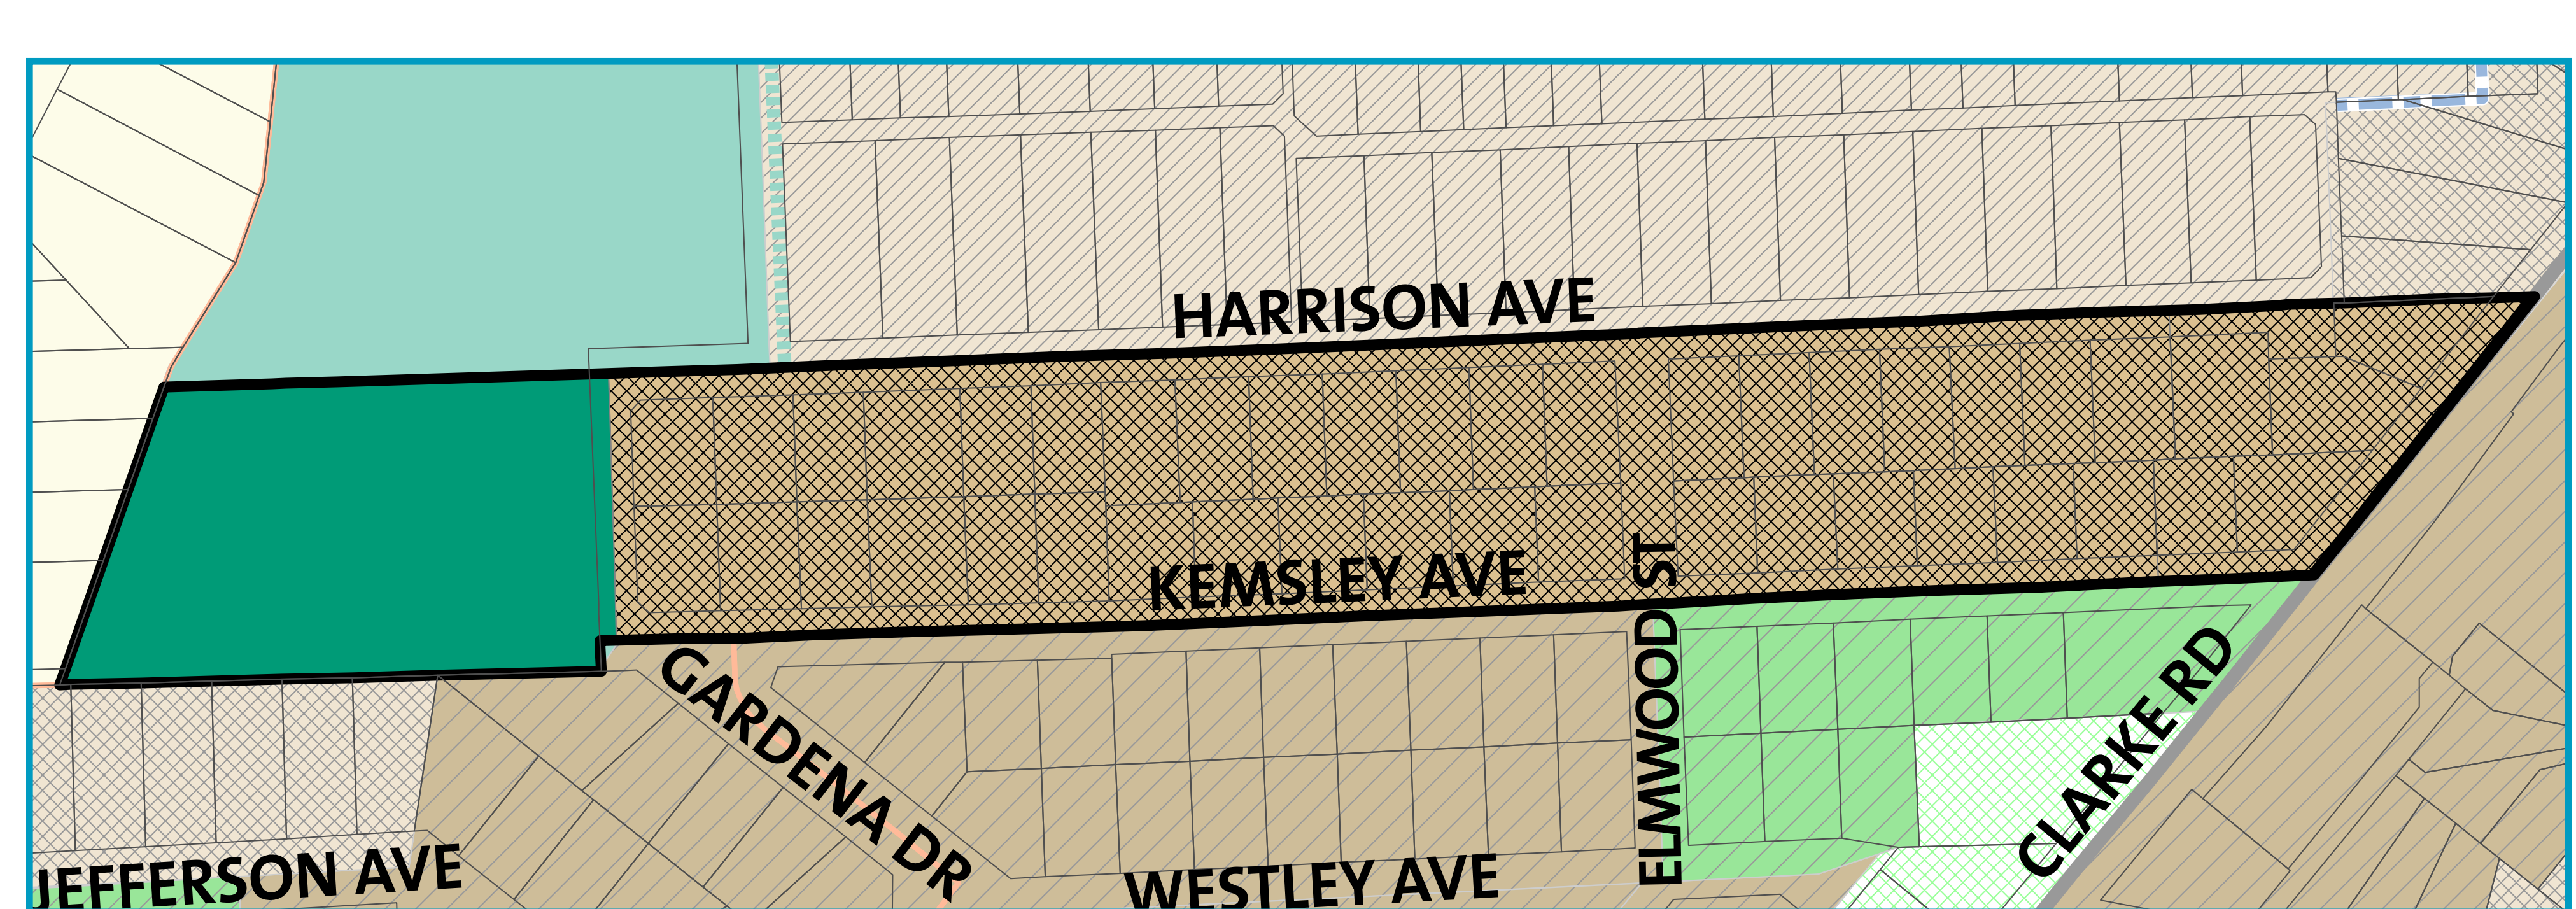 HARRISON AVE
KEMSLEY AVE
ELMWOOD ST
GARDENA DR
CLARKE RD
JEFFERSON AVE
WESTLEY AVE